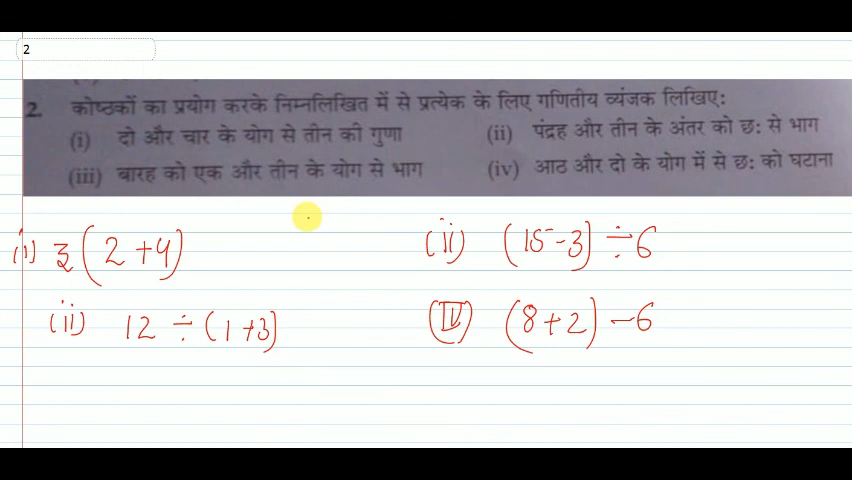 2
2. कोष्ठकों का प्रयोग करके निम्नलिखित में से प्रत्येक के लिए गणितीय व्यंजक लिखिए:
(i) दो और चार के योग से तीन की गुणा (ii) पंद्रह और तीन के अंतर को छः से भाग
(iii) बारह को एक और तीन के योग से भाग (iv) आठ और दो के योग में से छः को घटाना
(i) 3 (2+4) (ii) (15-3) ÷ 6
(ii) 12 ÷ (1+3) (IV) (8+2) - 6